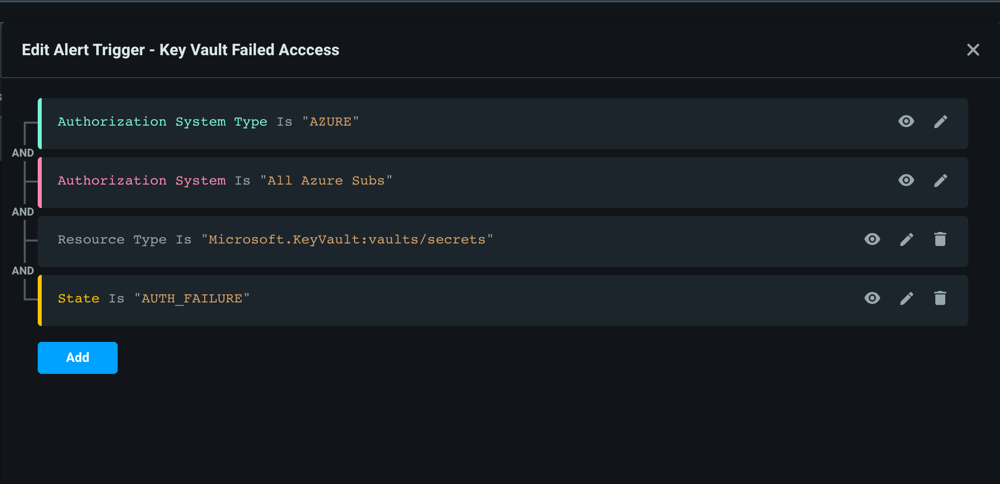 Edit Alert Trigger - Key Vault Failed Acccess
Authorization System Type Is "AZURE"
AND
Authorization System Is "All Azure Subs"
AND
Resource Type Is "Microsoft.KeyVault:vaults/secrets"
AND
State Is "AUTH_FAILURE"
Add